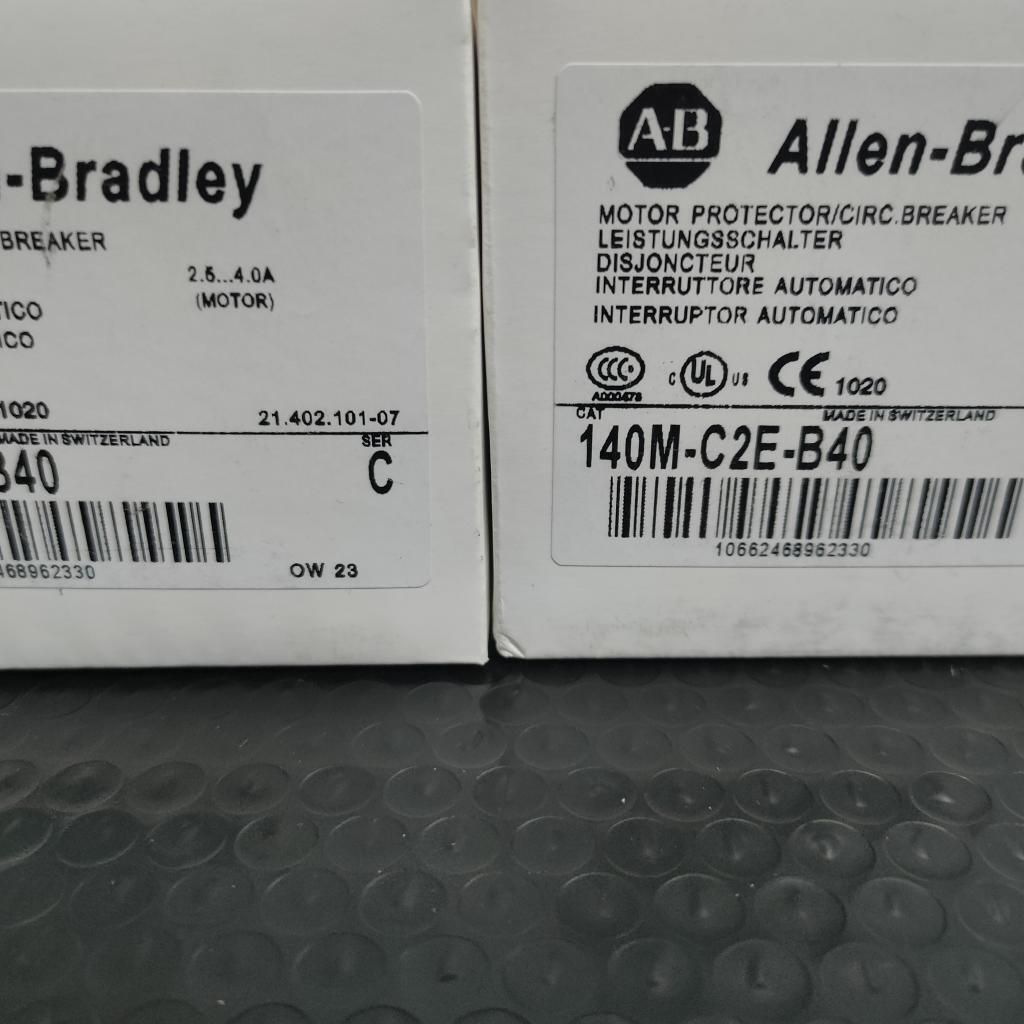 -Bradley
BREAKER
2.5...4.0A
(MOTOR)
TICO
ICO
1020
21.402.101-07
MADE IN SWITZERLAND
SER
B40
C
468962330
OW 23
A-B
Allen-Br
MOTOR PROTECTOR/CIRC.BREAKER
LEISTUNGSSCHALTER
DISJONCTEUR
INTERRUTTORE AUTOMATICO
INTERRUPTOR AUTOMATICO
CCC
A000478
C UL US
CE 1020
CAT
MADE IN SWITZERLAND
140M-C2E-B40
10662468962330